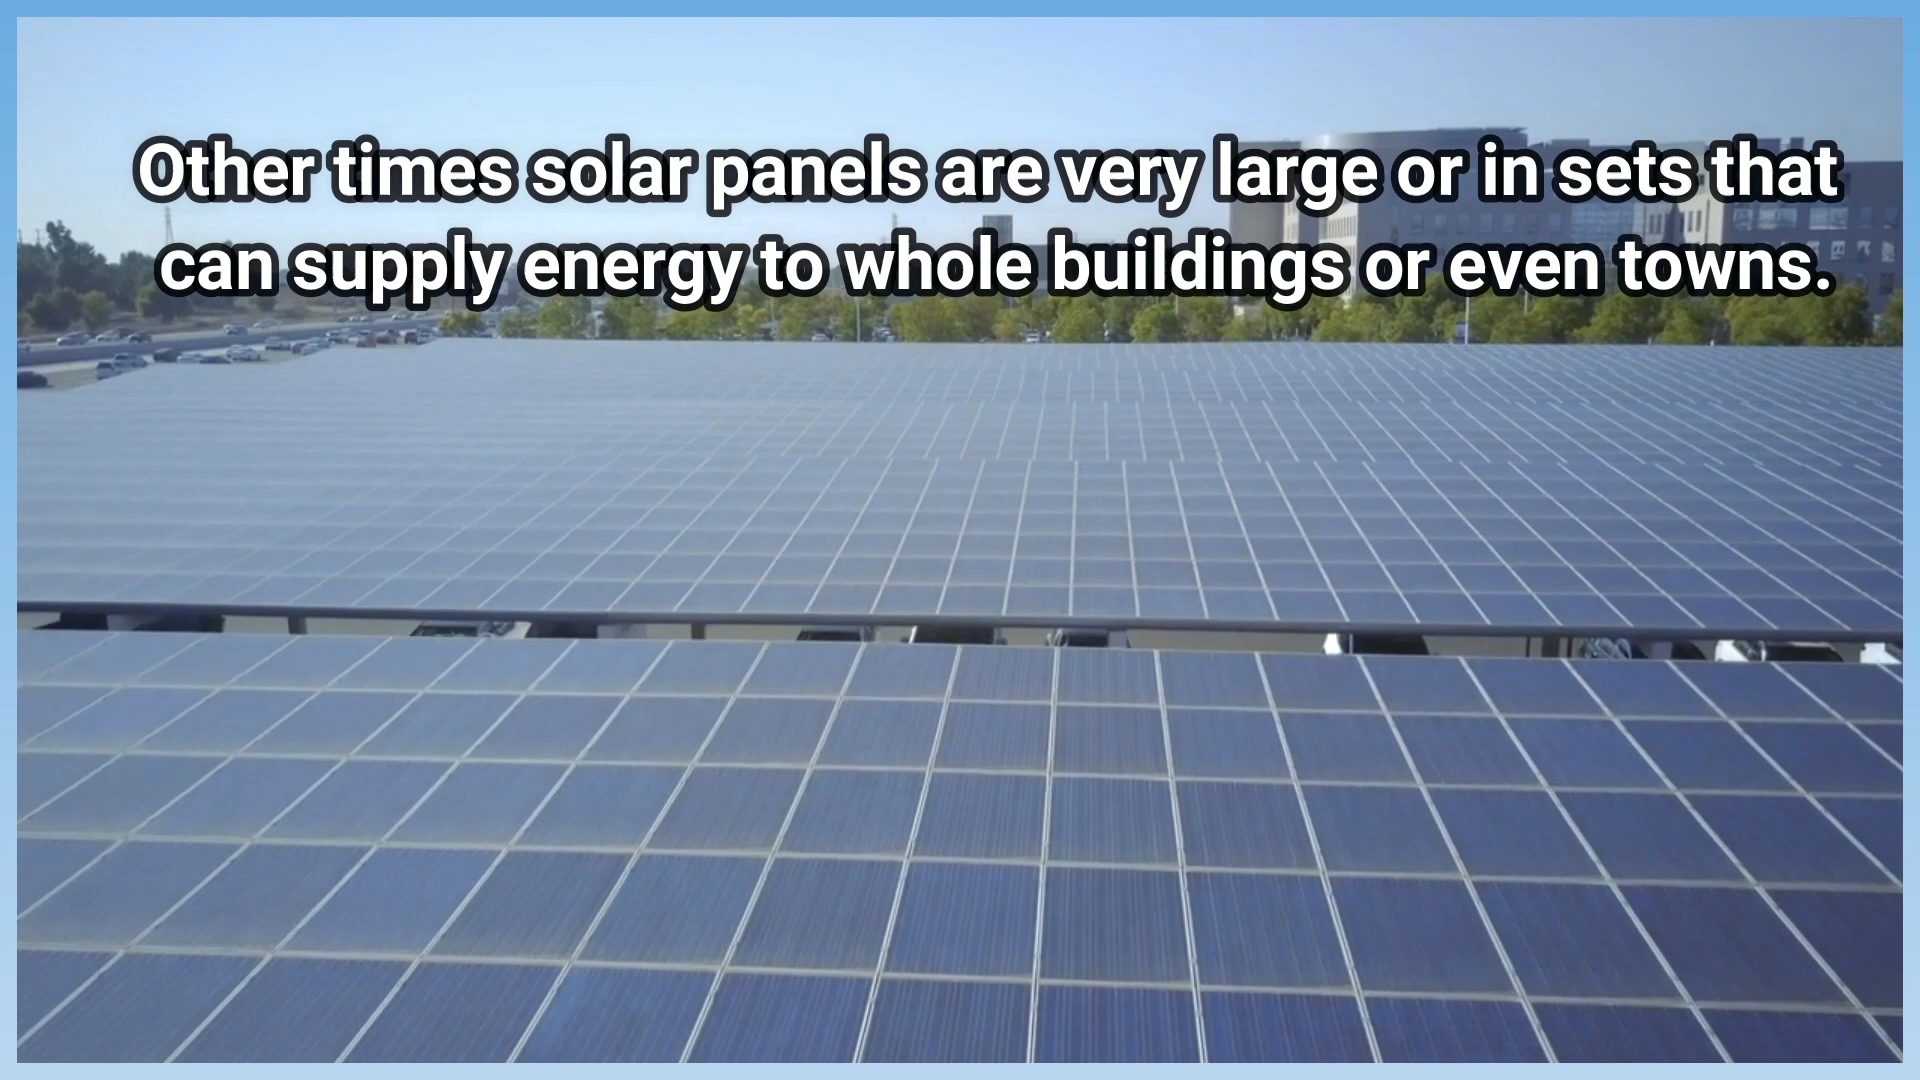 Other times solar panels are very large or in sets that
can supply energy to whole buildings or even towns.